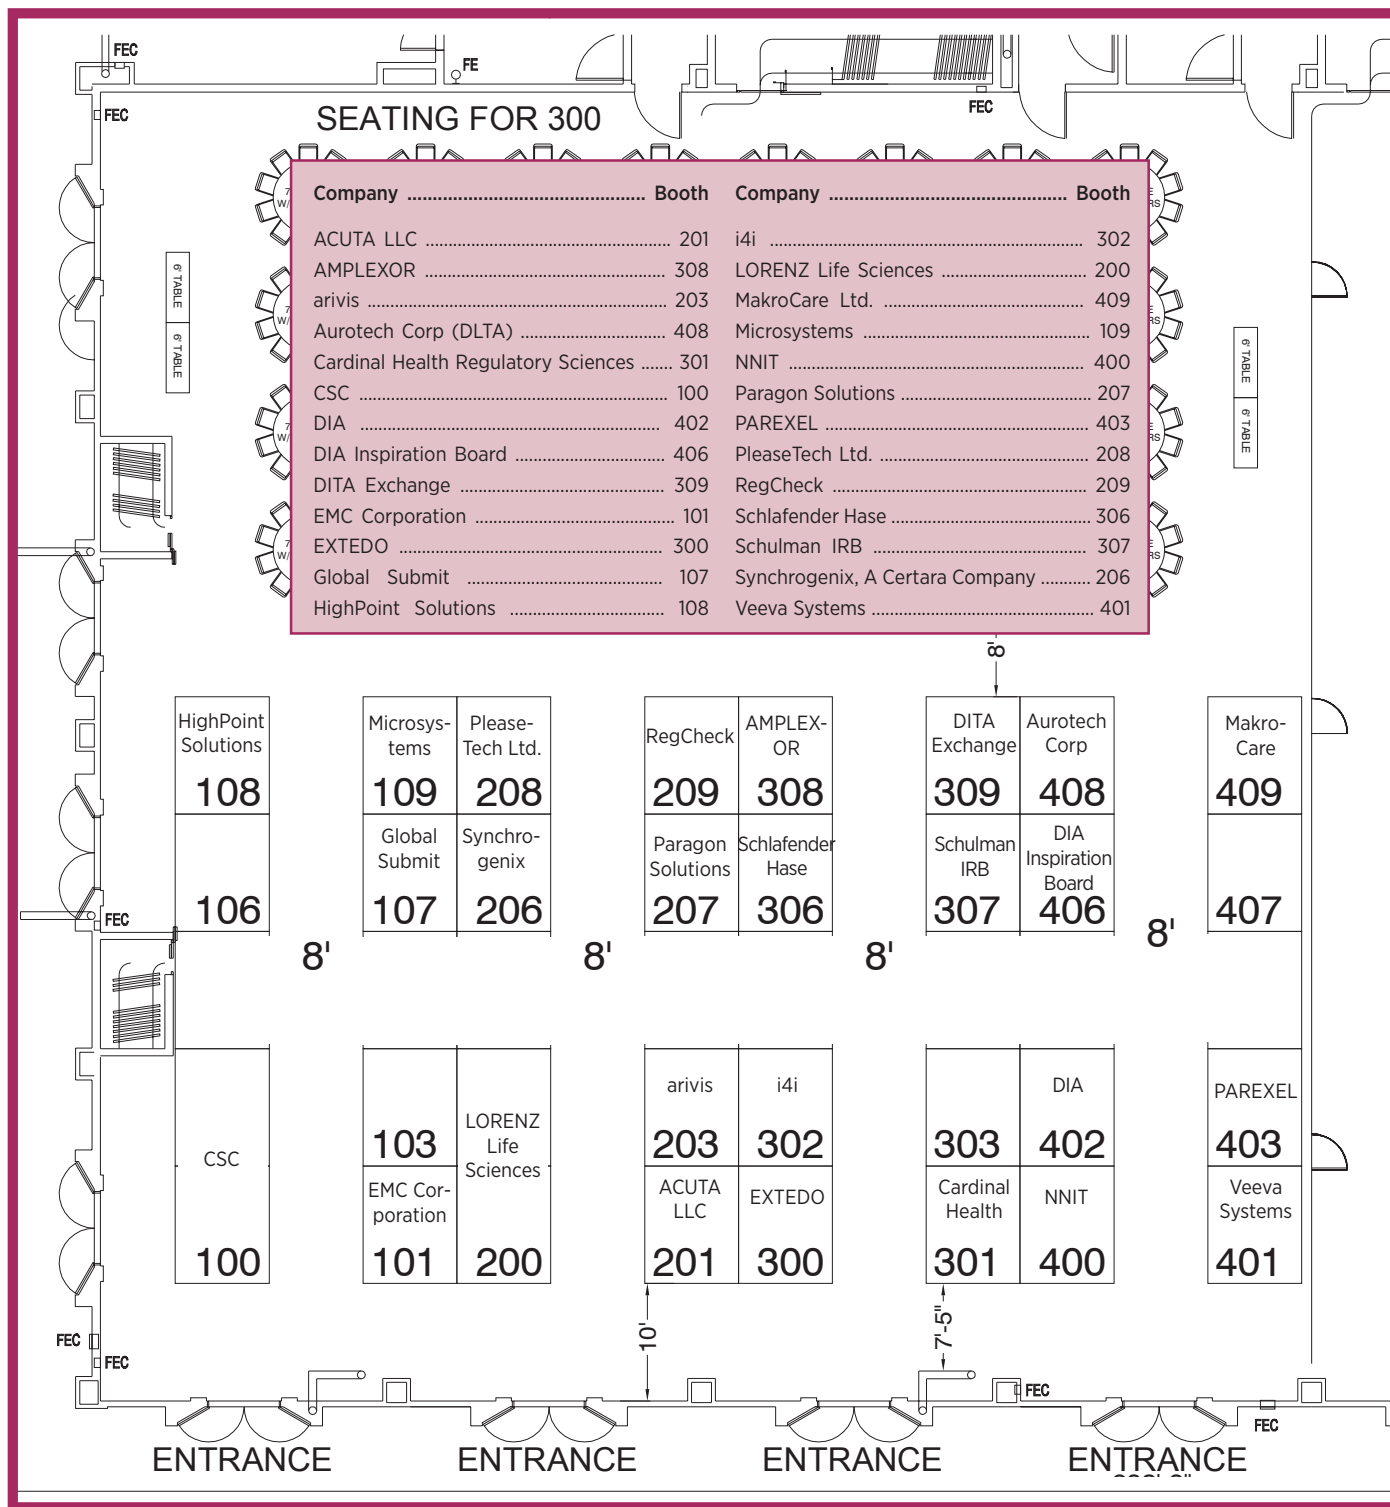 FEC
FE
FEC
FEC
SEATING FOR 300
Company ............................................ Booth
ACUTA LLC ............................................ 201
AMPLEXOR ............................................ 308
arivis ............................................ 203
Aurotech Corp (DLTA) ............................................ 408
Cardinal Health Regulatory Sciences ....... 301
CSC ............................................ 100
DIA ............................................ 402
DIA Inspiration Board ............................................ 406
DITA Exchange ............................................ 309
EMC Corporation ............................................ 101
EXTEDO ............................................ 300
Global Submit ............................................ 107
HighPoint Solutions ............................................ 108
Company ............................................ Booth
i4i ............................................ 302
LORENZ Life Sciences ............................................ 200
MakroCare Ltd. ............................................ 409
Microsystems ............................................ 109
NNIT ............................................ 400
Paragon Solutions ............................................ 207
PAREXEL ............................................ 403
PleaseTech Ltd. ............................................ 208
RegCheck ............................................ 209
Schlafender Hase ............................................ 306
Schulman IRB ............................................ 307
Synchrogenix, A Certara Company .......... 206
Veeva Systems ............................................ 401
6' TABLE
6' TABLE
6' TABLE
6' TABLE
8'
HighPoint
Solutions
108
Microsys-
tems
109
Please-
Tech Ltd.
208
RegCheck
209
AMPLEX-
OR
308
DITA
Exchange
309
Aurotech
Corp
408
Makro-
Care
409
106
Global
Submit
107
Synchro-
genix
206
Paragon
Solutions
207
Schlafender
Hase
306
Schulman
IRB
307
DIA
Inspiration
Board
406
407
FEC
8'
8'
8'
8'
CSC
100
103
LORENZ
Life
Sciences
200
arivis
203
i4i
302
303
DIA
402
PAREXEL
403
EMC Cor-
poration
101
ACUTA
LLC
201
EXTEDO
300
Cardinal
Health
301
NNIT
400
Veeva
Systems
401
10'
7'-5"
FEC
FEC
FEC
FEC
ENTRANCE
ENTRANCE
ENTRANCE
ENTRANCE